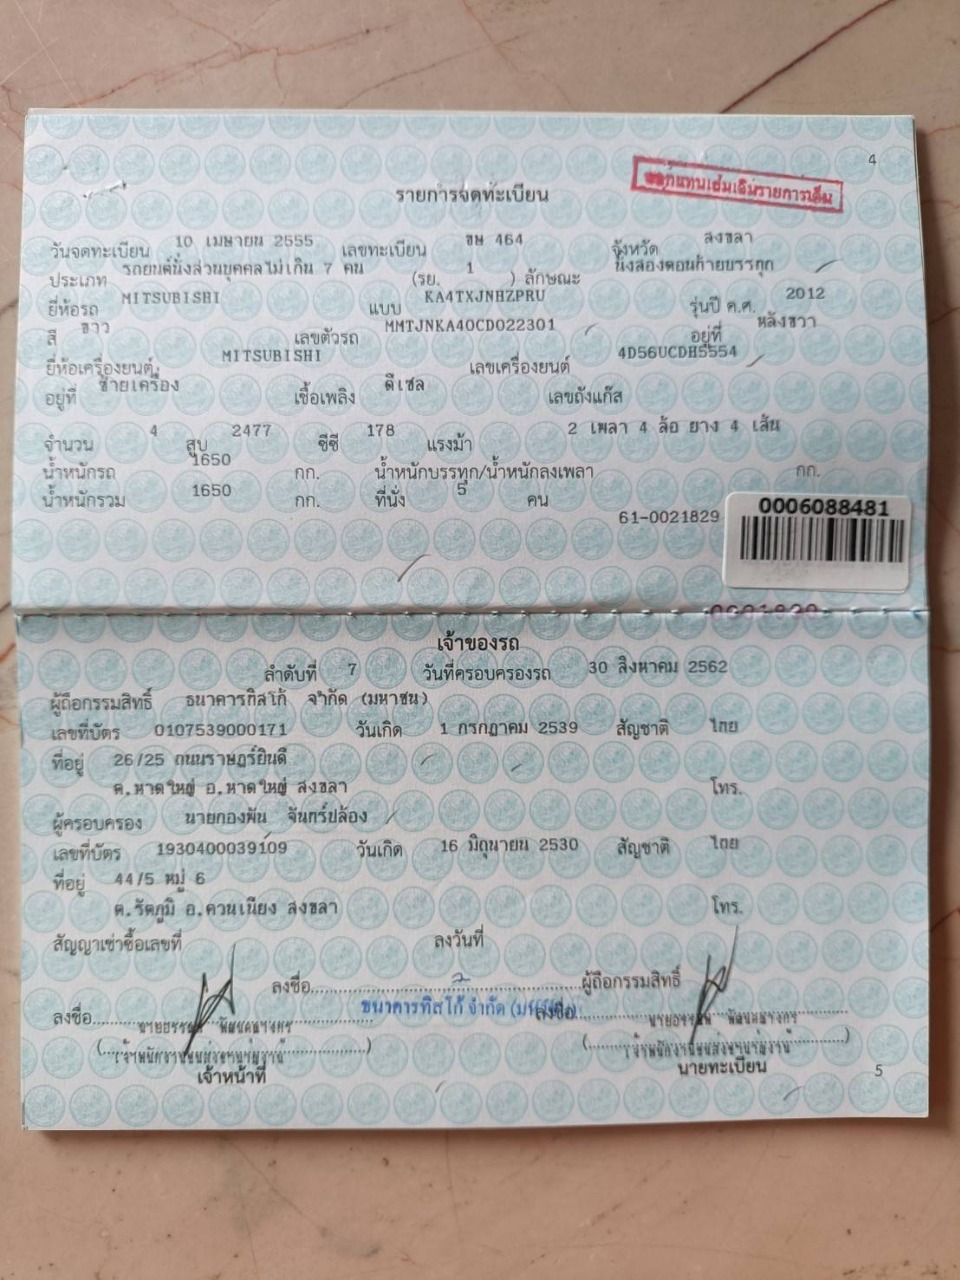 4
รายการจดทะเบียน
ออกแทนเล่มเดิมรายการเต็ม
วันจดทะเบียน 10 เมษายน 2555 เลขทะเบียน ขษ 464 จังหวัด สงขลา
ประเภท รถยนต์นั่งส่วนบุคคลไม่เกิน 7 คน (รย. 1 ) ลักษณะ นั่งสองตอนท้ายบรรทุก
ยี่ห้อรถ MITSUBISHI แบบ KA4TXJNHZPRU รุ่นปี ค.ศ. 2012
สี ขาว เลขตัวรถ MMTJNKA40CD022301 อยู่ที่ หลังขวา
ยี่ห้อเครื่องยนต์ MITSUBISHI เลขเครื่องยนต์ 4D56UCDH5554
อยู่ที่ ซ้ายเครื่อง เชื้อเพลิง ดีเซล เลขถังแก๊ส
จำนวน 4 สูบ 2477 ซีซี 178 แรงม้า 2 เพลา 4 ล้อ ยาง 4 เส้น
น้ำหนักรถ 1650 กก. น้ำหนักบรรทุก/น้ำหนักลงเพลา กก.
น้ำหนักรวม 1650 กก. ที่นั่ง 5 คน
61-0021829
0006088481
เจ้าของรถ
ลำดับที่ 7 วันที่ครอบครองรถ 30 สิงหาคม 2562
ผู้ถือกรรมสิทธิ์ ธนาคารทิสโก้ จำกัด (มหาชน)
เลขที่บัตร 0107539000171 วันเกิด 1 กรกฎาคม 2539 สัญชาติ ไทย
ที่อยู่ 26/25 ถนนราษฎร์ยินดี
ต.หาดใหญ่ อ.หาดใหญ่ สงขลา โทร.
ผู้ครอบครอง นายกองพัน จันทร์ปล้อง
เลขที่บัตร 1930400039109 วันเกิด 16 มิถุนายน 2530 สัญชาติ ไทย
ที่อยู่ 44/5 หมู่ 6
ต.รัตภูมิ อ.ควนเนียง สงขลา โทร.
สัญญาเช่าซื้อเลขที่ ลงวันที่
ลงชื่อ ผู้ถือกรรมสิทธิ์
ธนาคารทิสโก้ จำกัด (มหาชน)
ลงชื่อ ลงชื่อ
เจ้าหน้าที่ นายทะเบียน
5